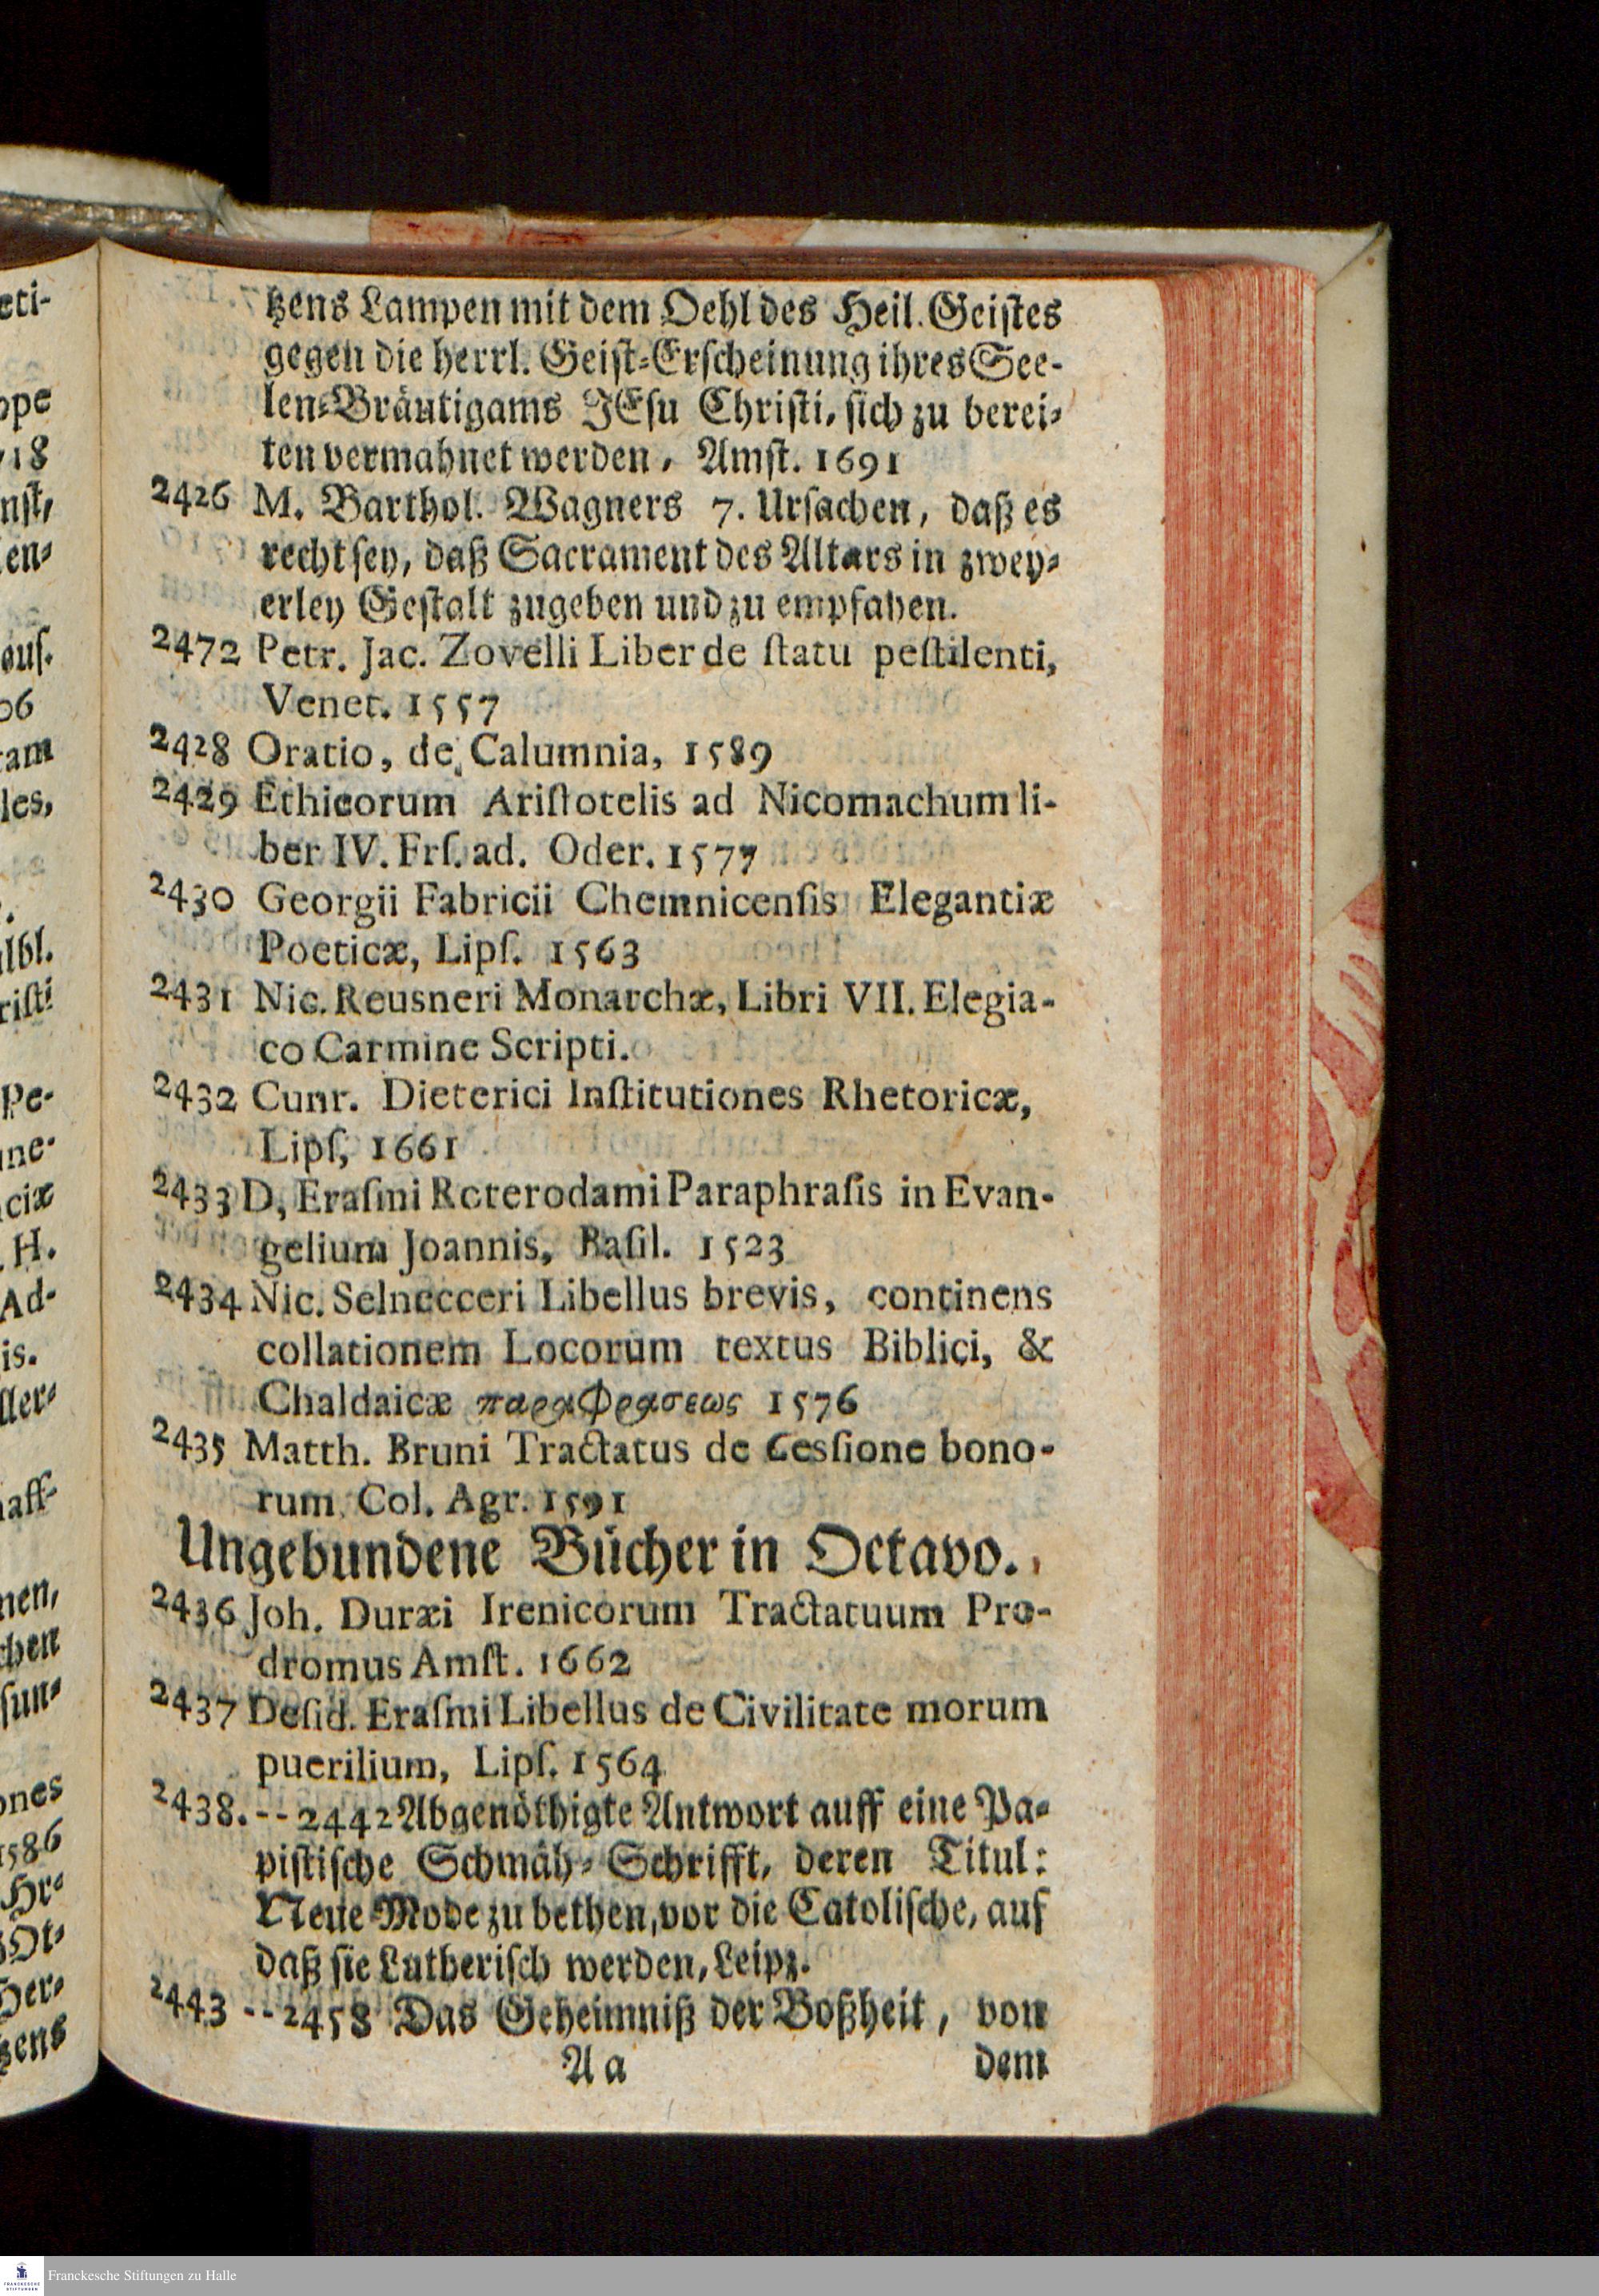 tzens Lampen mit dem Oehl des Heil. Geistes
gegen die herrl. Geist-Erscheinung ihres See-
len-Bräutigams JEsu Christi, sich zu berei-
ten vermahnet werden, Amst. 1691
2426 M. Barthol. Wagners 7. Ursachen, daß es
recht sey, daß Sacrament des Altars in zwey-
erley Gestalt zugeben und zu empfahen.
2472 Petr. Jac. Zovelli Liber de ſtatu peſtilenti,
Venet. 1557
2428 Oratio, de Calumnia, 1589
2429 Ethicorum Ariſtotelis ad Nicomachum li-
ber IV. Frſ. ad. Oder. 1577
2430 Georgii Fabricii Chemnicenſis Elegantiæ
Poeticæ, Lipſ. 1563
2431 Nic. Reusneri Monarchæ, Libri VII. Elegia-
co Carmine Scripti.
2432 Cunr. Dieterici Inſtitutiones Rhetoricæ,
Lipſ, 1661
2433 D, Eraſmi Roterodami Paraphraſis in Evan-
gelium Joannis, Baſil. 1523
2434 Nic. Selnecceri Libellus brevis, continens
collationem Locorum textus Biblici, &
Chaldaicæ παραφρασεως 1576
2435 Matth. Bruni Tractatus de Cesſione bono-
rum Col. Agr. 1591
Ungebundene Bücher in Octavo.
2436 Joh. Duræi Irenicorum Tractatuum Pro-
dromus Amſt. 1662
2437 Deſid. Eraſmi Libellus de Civilitate morum
puerilium, Lipſ. 1564
2438. -- 2442 Abgenöthigte Antwort auff eine Pa-
pistische Schmäh-Schrifft, deren Titul:
Neue Mode zu bethen, vor die Catolische, auf
daß sie Lutherisch werden, Leipz.
2443 -- 2458 Das Geheimniß der Boßheit, von
Aa dem
Franckesche Stiftungen zu Halle